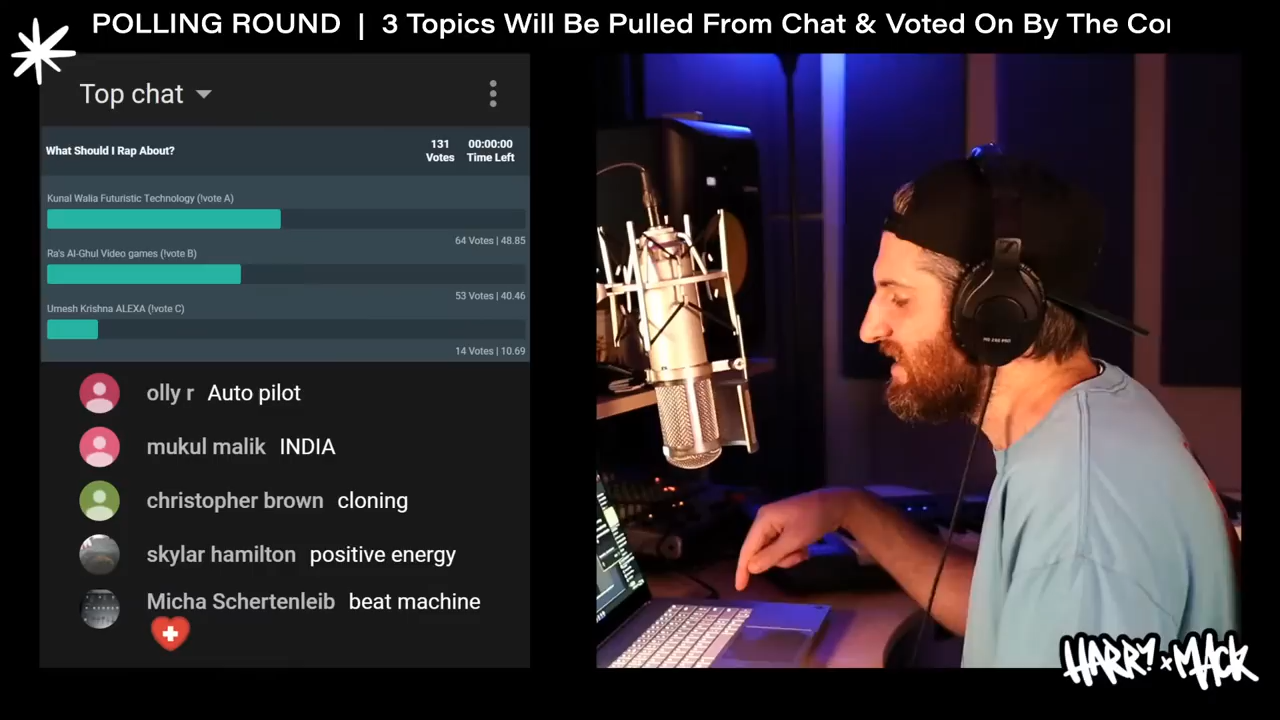 POLLING ROUND | 3 Topics Will Be Pulled From Chat & Voted On By The Co
Top chat
What Should I Rap About?
131 Votes
00:00:00 Time Left
Kunal Walia Futuristic Technology (!vote A)
64 Votes | 48.85
Ra's Al-Ghul Video games (!vote B)
53 Votes | 40.46
Umesh Krishna ALEXA (!vote C)
14 Votes | 10.69
olly r Auto pilot
mukul malik INDIA
christopher brown cloning
skylar hamilton positive energy
Micha Schertenleib beat machine
HARRY MACK